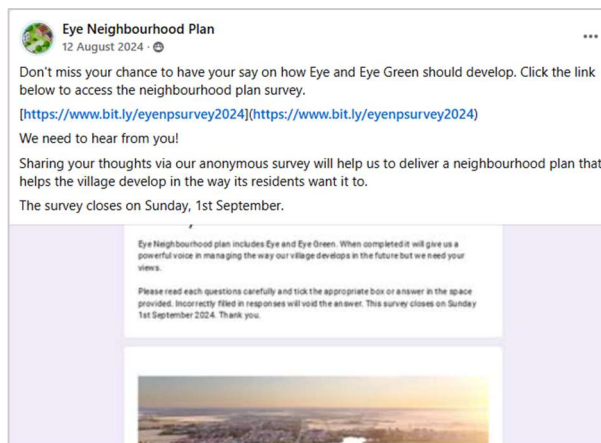 Eye Neighbourhood Plan
12 August 2024 ·
Don't miss your chance to have your say on how Eye and Eye Green should develop. Click the link
below to access the neighbourhood plan survey.
[https://www.bit.ly/eyenpsurvey2024](https://www.bit.ly/eyenpsurvey2024)
We need to hear from you!
Sharing your thoughts via our anonymous survey will help us to deliver a neighbourhood plan that
helps the village develop in the way its residents want it to.
The survey closes on Sunday, 1st September.
Eye Neighbourhood plan includes Eye and Eye Green. When completed it will give us a
powerful voice in managing the way our village develops in the future but we need your
views.
Please read each questions carefully and tick the appropriate box or answer in the space
provided. Incorrectly filled in responses will void the answer. This survey closes on Sunday
1st September 2024. Thank you.